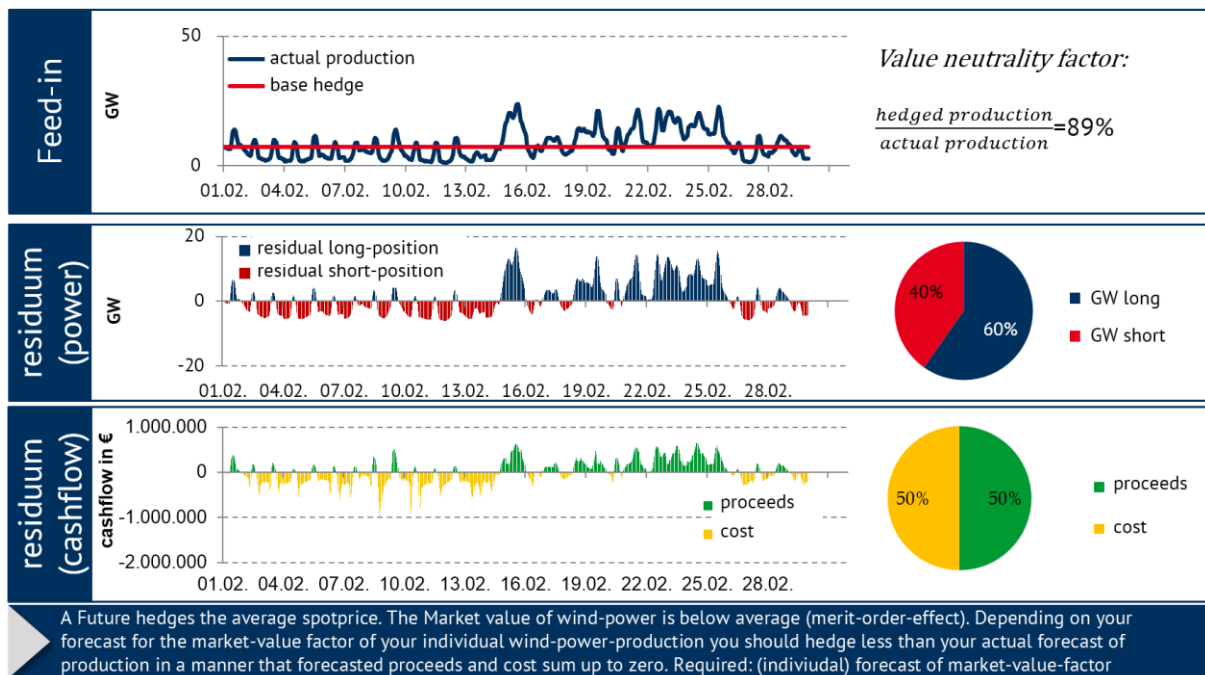 Feed-in
GW
50
0
actual production
base hedge
01.02. 04.02. 07.02. 10.02. 13.02. 16.02. 19.02. 22.02. 25.02. 28.02.
Value neutrality factor:
hedged production
actual production
=89%
residuum
(power)
GW
20
0
-20
residual long-position
residual short-position
01.02. 04.02. 07.02. 10.02. 13.02. 16.02. 19.02. 22.02. 25.02. 28.02.
40%
60%
GW long
GW short
residuum
(cashflow)
cashflow in €
1.000.000
0
-1.000.000
-2.000.000
proceeds
cost
01.02. 04.02. 07.02. 10.02. 13.02. 16.02. 19.02. 22.02. 25.02. 28.02.
50%
50%
proceeds
cost
A Future hedges the average spotprice. The Market value of wind-power is below average (merit-order-effect). Depending on your
forecast for the market-value factor of your individual wind-power-production you should hedge less than your actual forecast of
production in a manner that forecasted proceeds and cost sum up to zero. Required: (indiviudal) forecast of market-value-factor